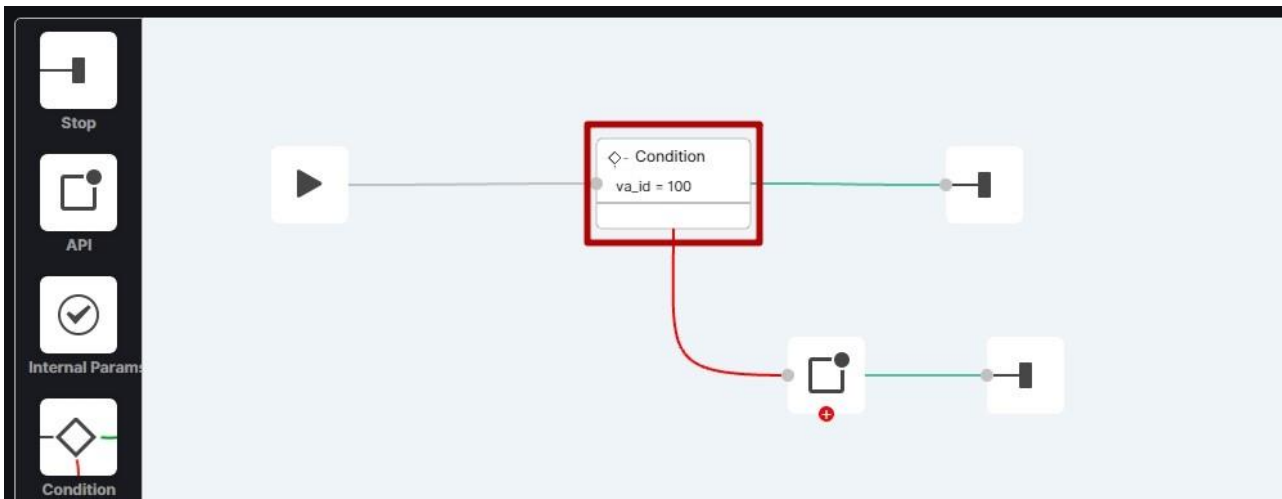 Stop
API
Internal Params
Condition
Condition
va_id = 100